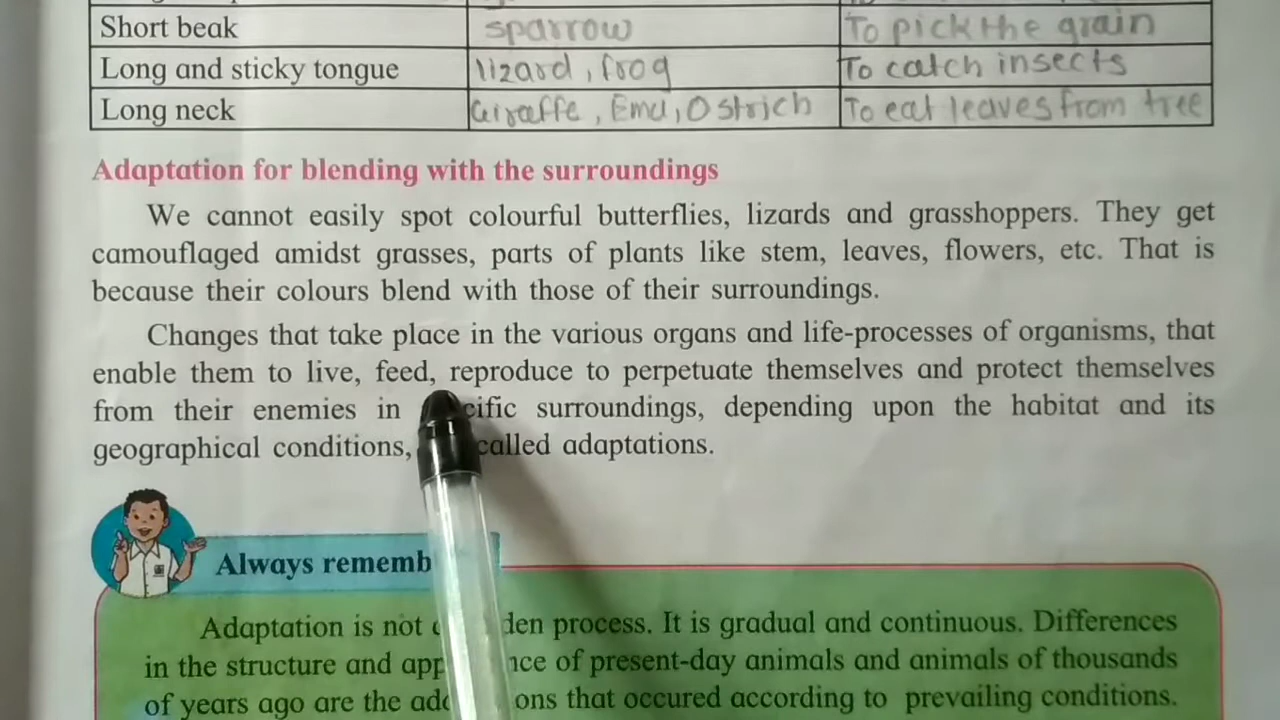 Short beak sparrow To pick the grain
Long and sticky tongue lizard, frog To catch insects
Long neck Giraffe, Emu, Ostrich To eat leaves from tree
Adaptation for blending with the surroundings
We cannot easily spot colourful butterflies, lizards and grasshoppers. They get
camouflaged amidst grasses, parts of plants like stem, leaves, flowers, etc. That is
because their colours blend with those of their surroundings.
Changes that take place in the various organs and life-processes of organisms, that
enable them to live, feed, reproduce to perpetuate themselves and protect themselves
from their enemies in surroundings, depending upon the habitat and its
geographical conditions, called adaptations.
Always
Adaptation is not process. It is gradual and continuous. Differences
in the structure and of present-day animals and animals of thousands
of years ago are the that occured according to prevailing conditions.